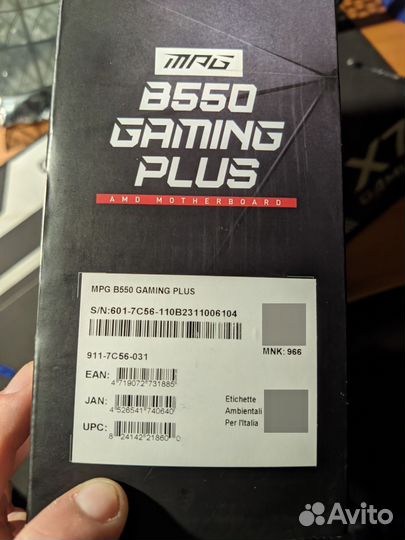 MPG
B550
GAMING
PLUS
AMD MOTHERBOARD
MPG B550 GAMING PLUS
S/N:601-7C56-110B2311006104
911-7C56-031
MNK: 966
EAN:
4 719072 731885
JAN:
4 526541 740640
UPC:
8 24142 21860 0
Etichette
Ambientali
Per l'Italia
Avito